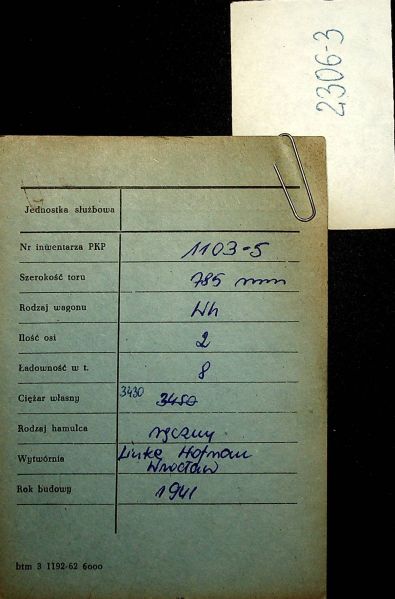 2306-3
Jednostka służbowa
Nr inwentarza PKP 1103-5
Szerokość toru 785 mm
Rodzaj wagonu Wh
Ilość osi 2
Ładowność w t. 8
Ciężar własny 3430 3450
Rodzaj hamulca ręczny
Wytwórnia Linke Hofman
Wrocław
Rok budowy 1941
btm 3 1192-62 6000